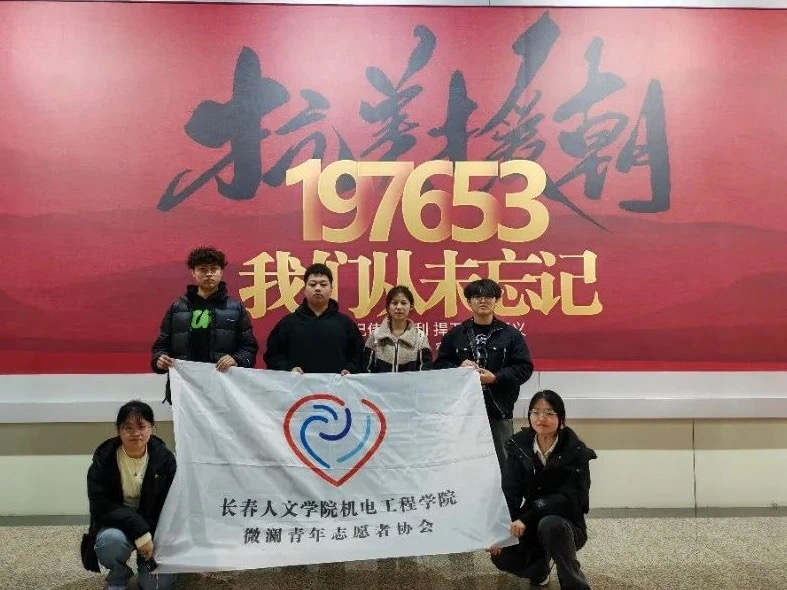 抗美援朝
197653
我们从未忘记
长春人文学院机电工程学院
微澜青年志愿者协会